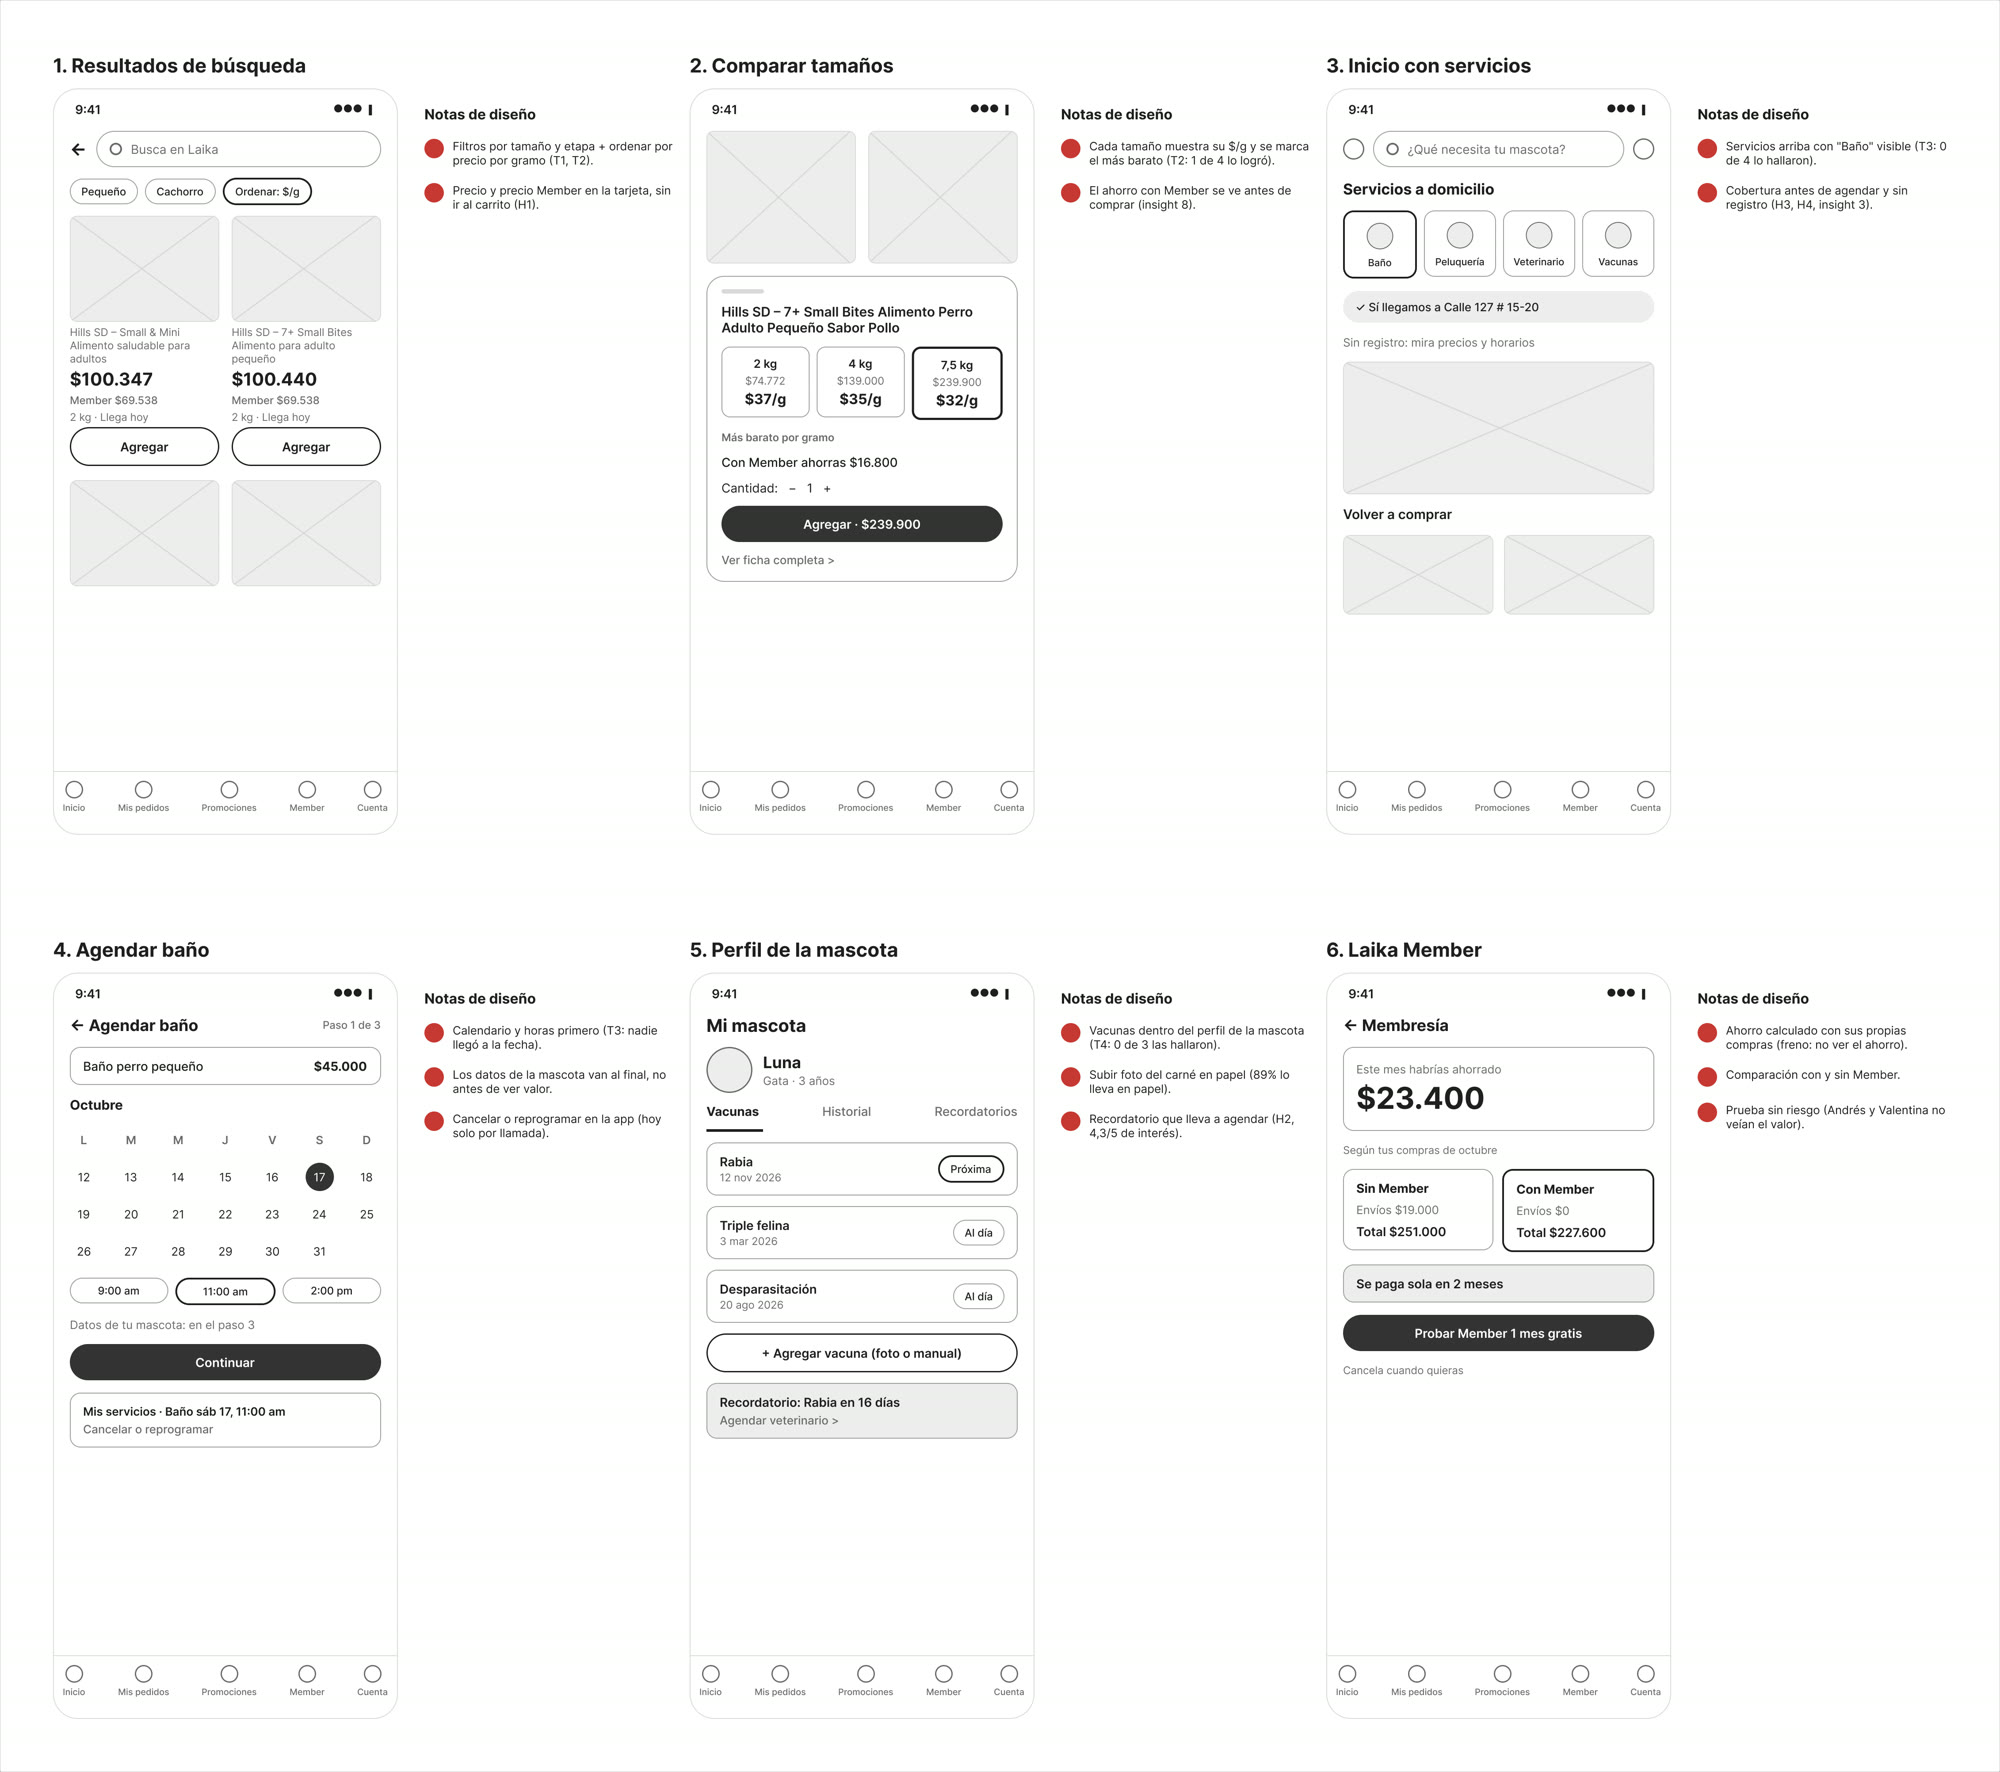 1. Resultados de búsqueda
9:41
Busca en Laika
Pequeño
Cachorro
Ordenar: $/g
Hills SD – Small & Mini
Alimento saludable para
adultos
$100.347
Member $69.538
2 kg · Llega hoy
Agregar
Hills SD – 7+ Small Bites
Alimento para adulto
pequeño
$100.440
Member $69.538
2 kg · Llega hoy
Agregar
Inicio
Mis pedidos
Promociones
Member
Cuenta
Notas de diseño
Filtros por tamaño y etapa + ordenar por
precio por gramo (T1, T2).
Precio y precio Member en la tarjeta, sin
ir al carrito (H1).
2. Comparar tamaños
9:41
Hills SD – 7+ Small Bites Alimento Perro
Adulto Pequeño Sabor Pollo
2 kg
$74.772
$37/g
4 kg
$139.000
$35/g
7,5 kg
$239.900
$32/g
Más barato por gramo
Con Member ahorras $16.800
Cantidad: – 1 +
Agregar · $239.900
Ver ficha completa >
Inicio
Mis pedidos
Promociones
Member
Cuenta
Notas de diseño
Cada tamaño muestra su $/g y se marca
el más barato (T2: 1 de 4 lo logró).
El ahorro con Member se ve antes de
comprar (insight 8).
3. Inicio con servicios
9:41
¿Qué necesita tu mascota?
Servicios a domicilio
Baño
Peluquería
Veterinario
Vacunas
✓ Sí llegamos a Calle 127 # 15-20
Sin registro: mira precios y horarios
Volver a comprar
Inicio
Mis pedidos
Promociones
Member
Cuenta
Notas de diseño
Servicios arriba con "Baño" visible (T3: 0
de 4 lo hallaron).
Cobertura antes de agendar y sin
registro (H3, H4, insight 3).
4. Agendar baño
9:41
← Agendar baño
Paso 1 de 3
Baño perro pequeño
$45.000
Octubre
L M M J V S D
12 13 14 15 16 17 18
19 20 21 22 23 24 25
26 27 28 29 30 31
9:00 am
11:00 am
2:00 pm
Datos de tu mascota: en el paso 3
Continuar
Mis servicios · Baño sáb 17, 11:00 am
Cancelar o reprogramar
Inicio
Mis pedidos
Promociones
Member
Cuenta
Notas de diseño
Calendario y horas primero (T3: nadie
llegó a la fecha).
Los datos de la mascota van al final, no
antes de ver valor.
Cancelar o reprogramar en la app (hoy
solo por llamada).
5. Perfil de la mascota
9:41
Mi mascota
Luna
Gata · 3 años
Vacunas
Historial
Recordatorios
Rabia
12 nov 2026
Próxima
Triple felina
3 mar 2026
Al día
Desparasitación
20 ago 2026
Al día
+ Agregar vacuna (foto o manual)
Recordatorio: Rabia en 16 días
Agendar veterinario >
Inicio
Mis pedidos
Promociones
Member
Cuenta
Notas de diseño
Vacunas dentro del perfil de la mascota
(T4: 0 de 3 las hallaron).
Subir foto del carné en papel (89% lo
lleva en papel).
Recordatorio que lleva a agendar (H2,
4,3/5 de interés).
6. Laika Member
9:41
← Membresía
Este mes habrías ahorrado
$23.400
Según tus compras de octubre
Sin Member
Envíos $19.000
Total $251.000
Con Member
Envíos $0
Total $227.600
Se paga sola en 2 meses
Probar Member 1 mes gratis
Cancela cuando quieras
Inicio
Mis pedidos
Promociones
Member
Cuenta
Notas de diseño
Ahorro calculado con sus propias
compras (freno: no ver el ahorro).
Comparación con y sin Member.
Prueba sin riesgo (Andrés y Valentina no
veían el valor).